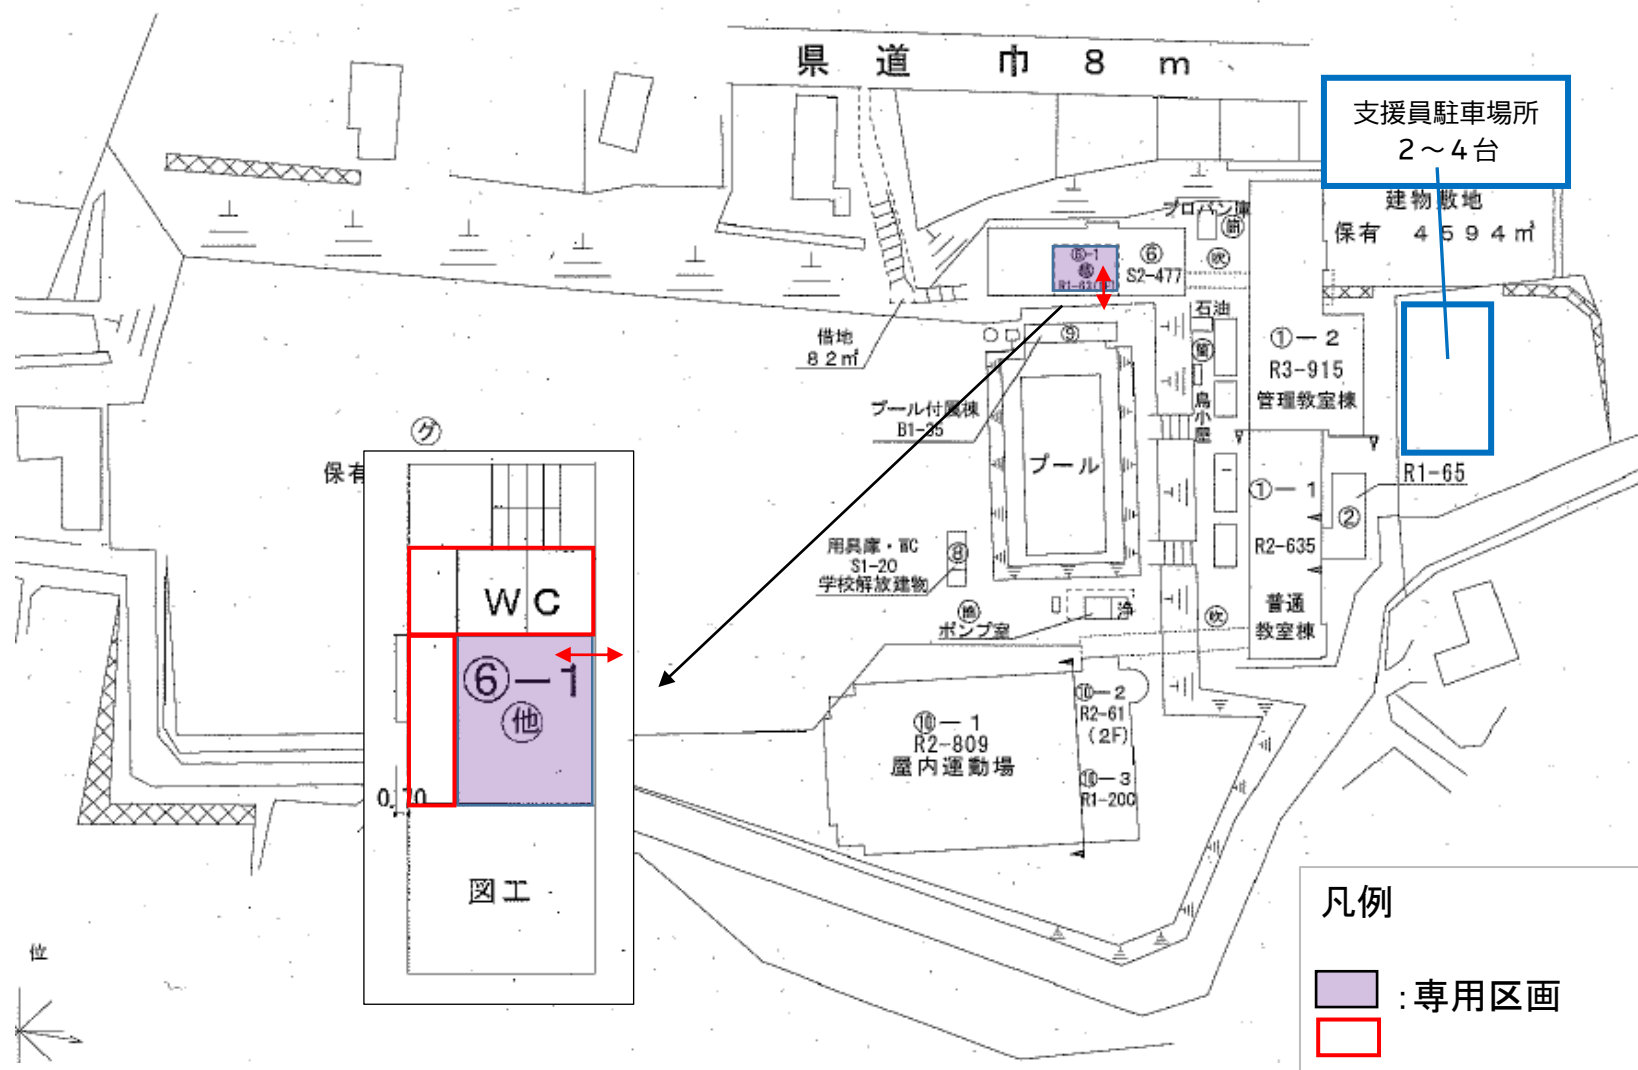 県道巾８ｍ
支援員駐車場所
２～４台
建物敷地
保有 ４５９４㎡
プロパン庫
⑥-1
R1-63
⑥
S2-477
吹
石油
借地
８２㎡
⑨
①－２
R3-915
管理教室棟
鳥小屋
プール付属棟
B1-35
グ
保有
プール
R1-65
①－１
②
R2-635
用具庫・WC
S1-20
学校解放建物
⑧
ポンプ室
浄
吹
普通
教室棟
ＷＣ
⑥－１
他
0.70
図工
⑩－１
R2-809
屋内運動場
⑩－２
R2-61
（２F）
⑩－３
R1-200
位
凡例
：専用区画